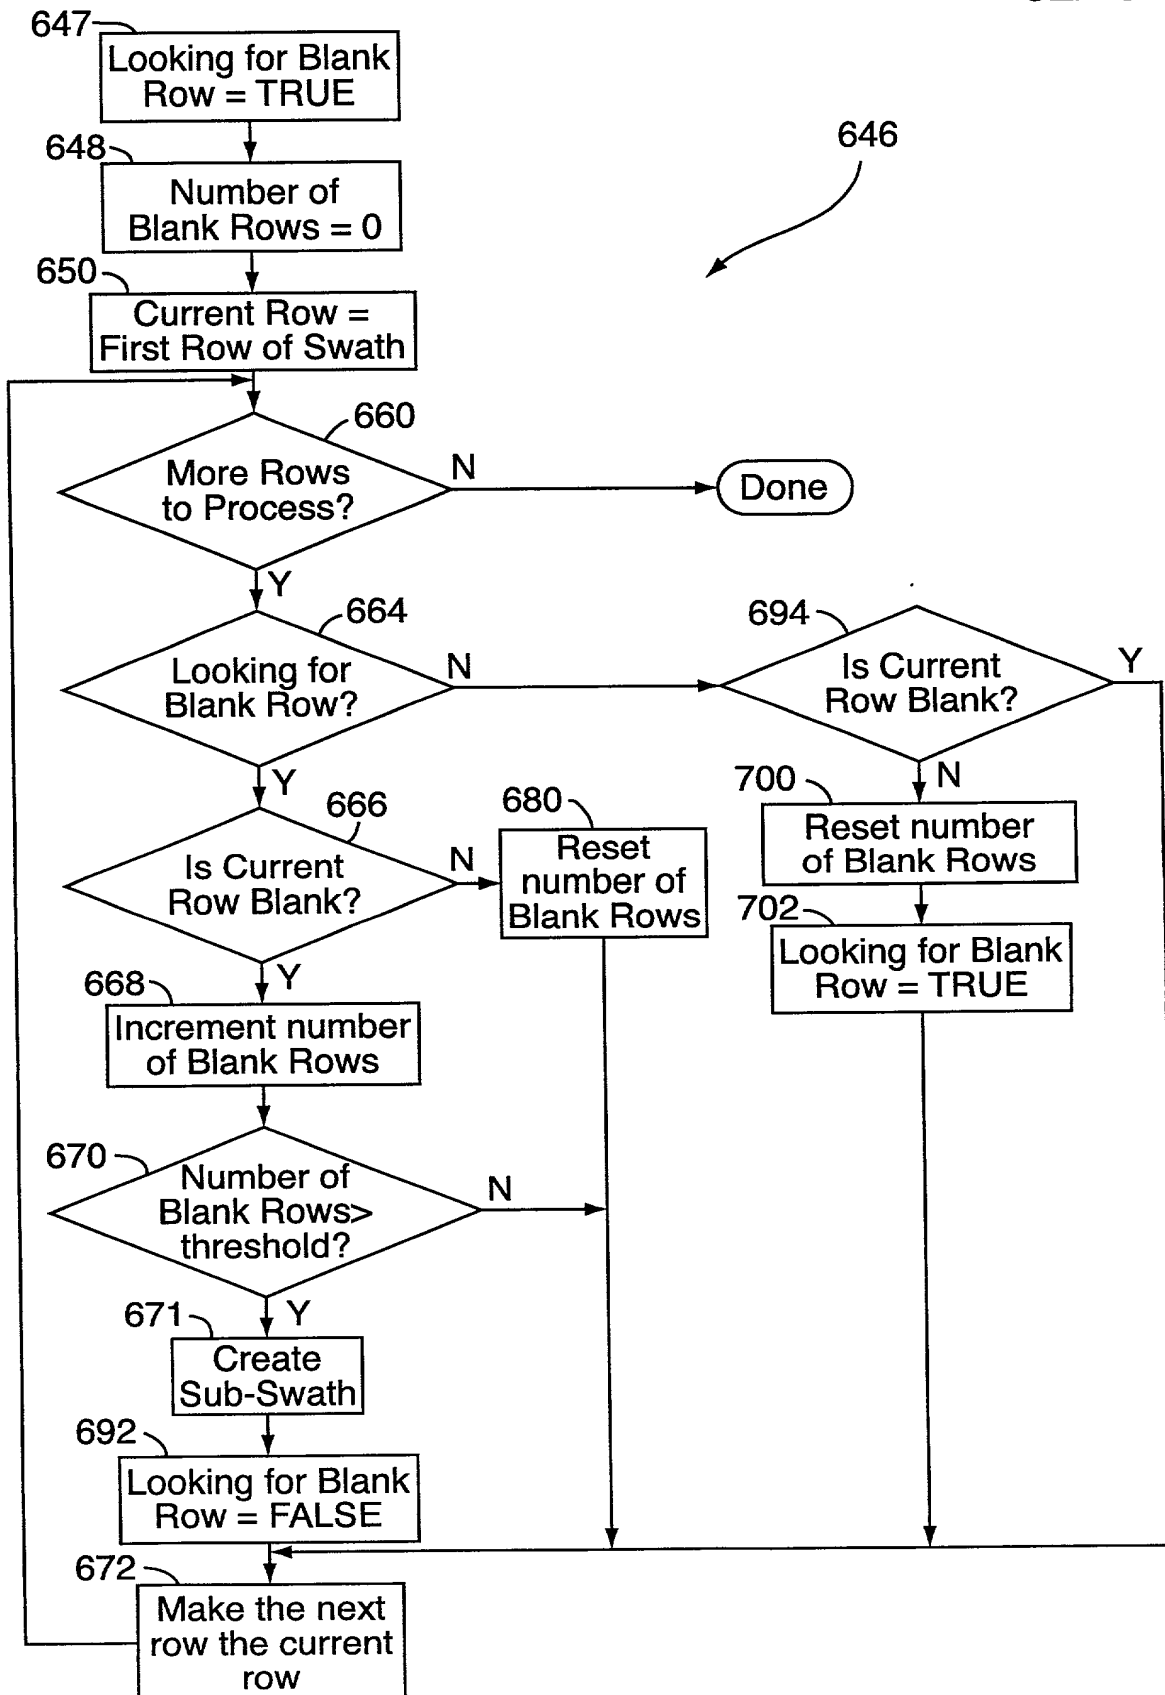 647
Looking for Blank
Row = TRUE
648
Number of
Blank Rows = 0
646
650
Current Row =
First Row of Swath
660
More Rows
to Process?
N
Done
Y
664
Looking for
Blank Row?
N
694
Is Current
Row Blank?
Y
Y
N
666
Is Current
Row Blank?
N
680
Reset
number of
Blank Rows
700
Reset number
of Blank Rows
702
Looking for Blank
Row = TRUE
Y
668
Increment number
of Blank Rows
670
Number of
Blank Rows>
threshold?
N
Y
671
Create
Sub-Swath
692
Looking for Blank
Row = FALSE
672
Make the next
row the current
row